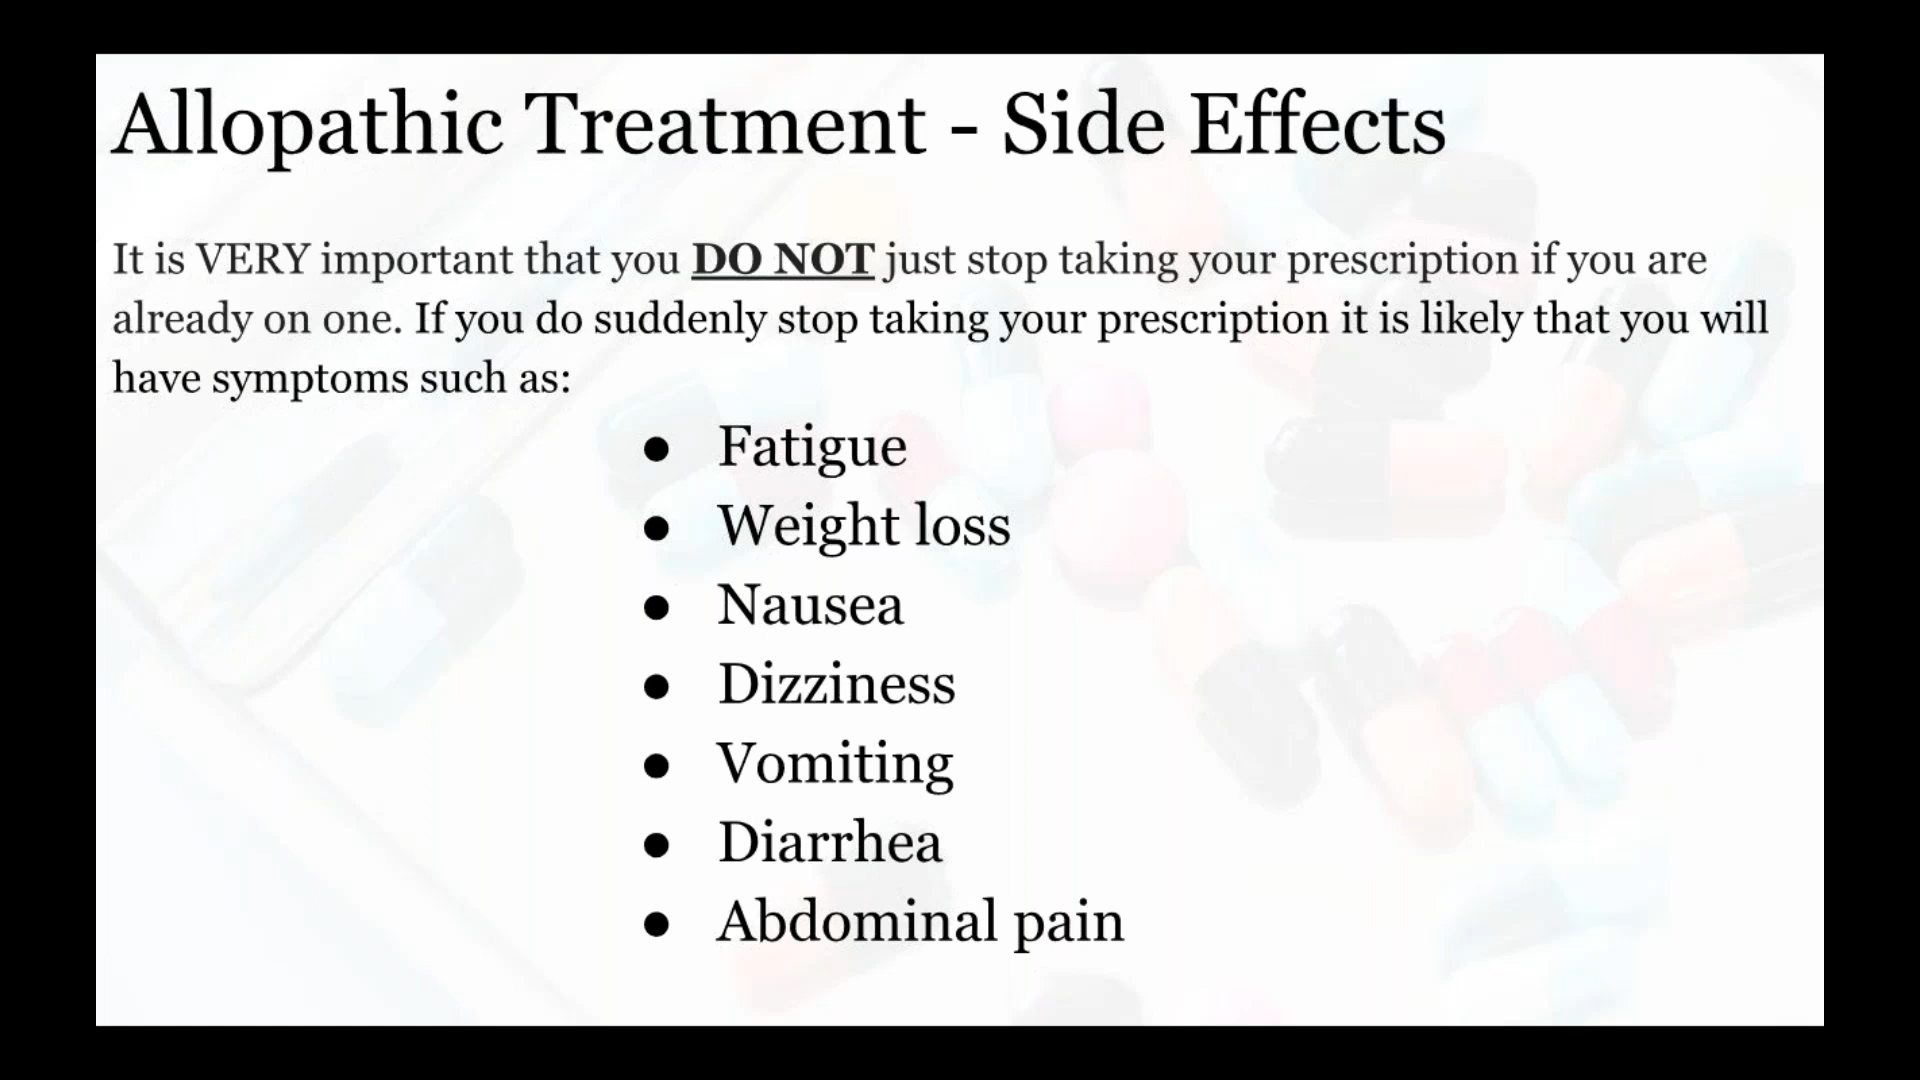 Allopathic Treatment - Side Effects
It is VERY important that you DO NOT just stop taking your prescription if you are
already on one. If you do suddenly stop taking your prescription it is likely that you will
have symptoms such as:
● Fatigue
● Weight loss
● Nausea
● Dizziness
● Vomiting
● Diarrhea
● Abdominal pain